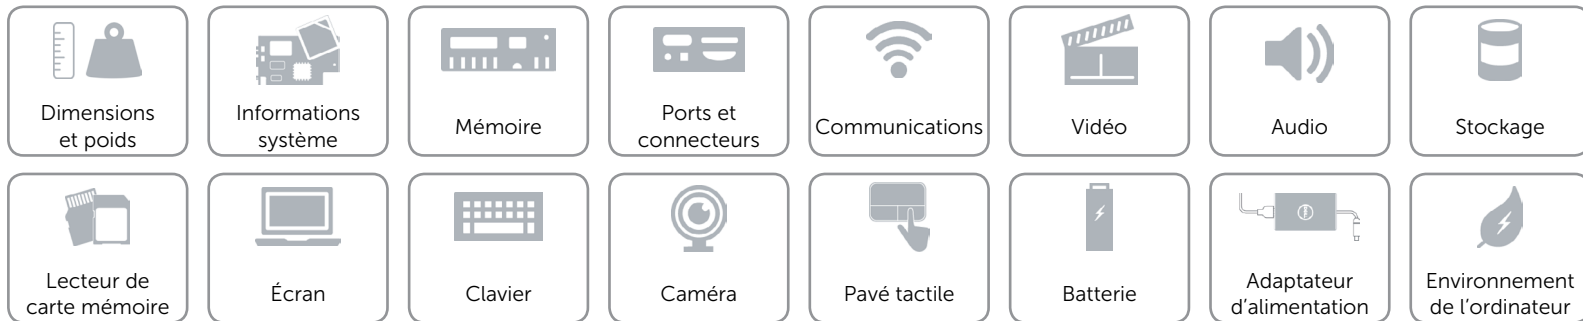 Dimensions
et poids
Informations
système
Mémoire
Ports et
connecteurs
Communications
Vidéo
Audio
Stockage
Lecteur de
carte mémoire
Écran
Clavier
Caméra
Pavé tactile
Batterie
Adaptateur
d’alimentation
Environnement
de l’ordinateur